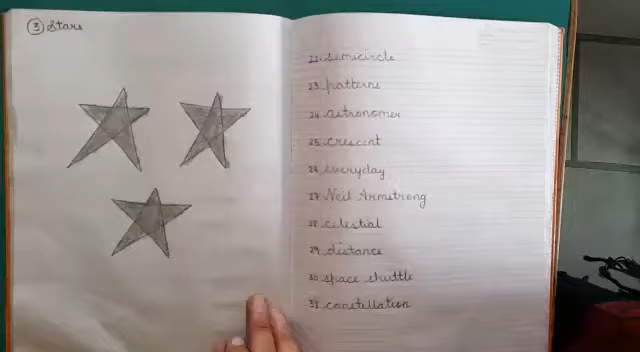 ③ Stars
22. semicircle
23. patterns
24. astronomer
25. crescent
26. everyday
27. Neil Armstrong
28. celestial
29. distance
30. space shuttle
31. constellation